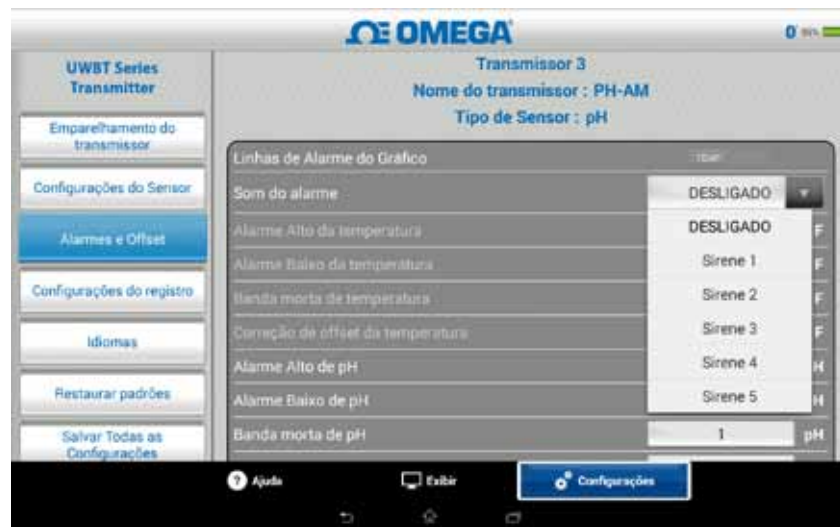 OMEGA
UWBT Series
Transmitter
Emparelhamento do
transmissor
Configurações do Sensor
Alarmes e Offset
Configurações do registro
Idiomas
Restaurar padrões
Salvar Todas as
Configurações
Transmissor 3
Nome do transmissor : PH-AM
Tipo de Sensor : pH
Linhas de Alarme do Gráfico
Som do alarme
DESLIGADO
DESLIGADO
Sirene 1
Sirene 2
Sirene 3
Sirene 4
Sirene 5
Alarme Alto da temperatura F
Alarme Baixo da temperatura F
Banda morta de temperatura F
Correção de offset da temperatura F
Alarme Alto de pH H
Alarme Baixo de pH H
Banda morta de pH 1 pH
? Ajuda
Exibir
Configurações